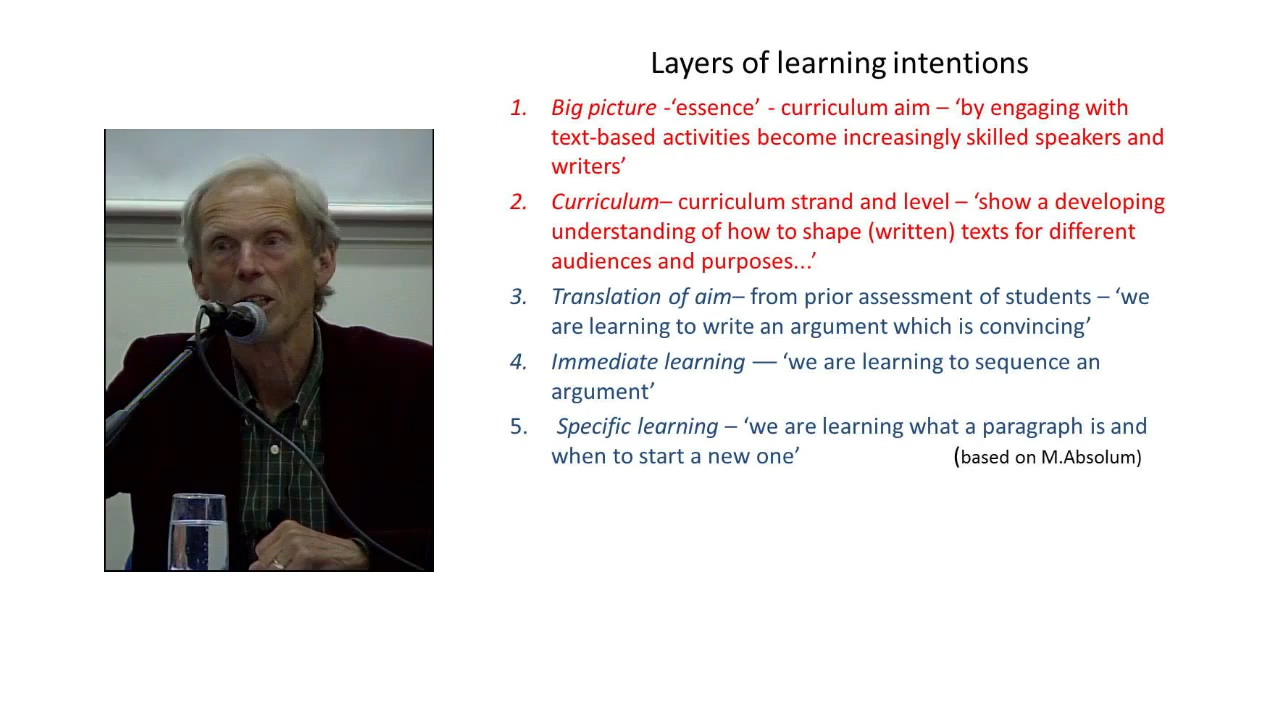 Layers of learning intentions
1. Big picture -‘essence’ - curriculum aim – ‘by engaging with
text-based activities become increasingly skilled speakers and
writers’
2. Curriculum– curriculum strand and level – ‘show a developing
understanding of how to shape (written) texts for different
audiences and purposes...’
3. Translation of aim– from prior assessment of students – ‘we
are learning to write an argument which is convincing’
4. Immediate learning –– ‘we are learning to sequence an
argument’
5. Specific learning – ‘we are learning what a paragraph is and
when to start a new one’ (based on M.Absolum)